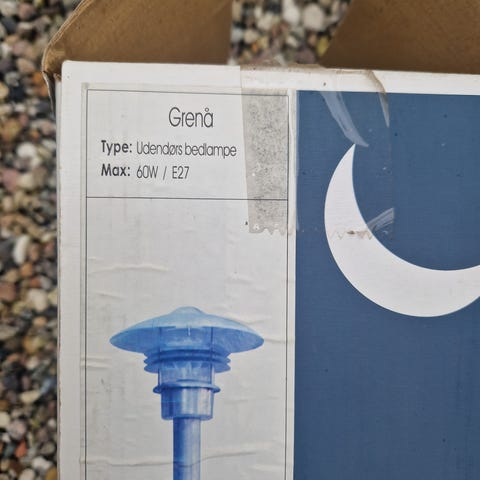 Grenå
Type: Udendørs bedlampe
Max: 60W / E27